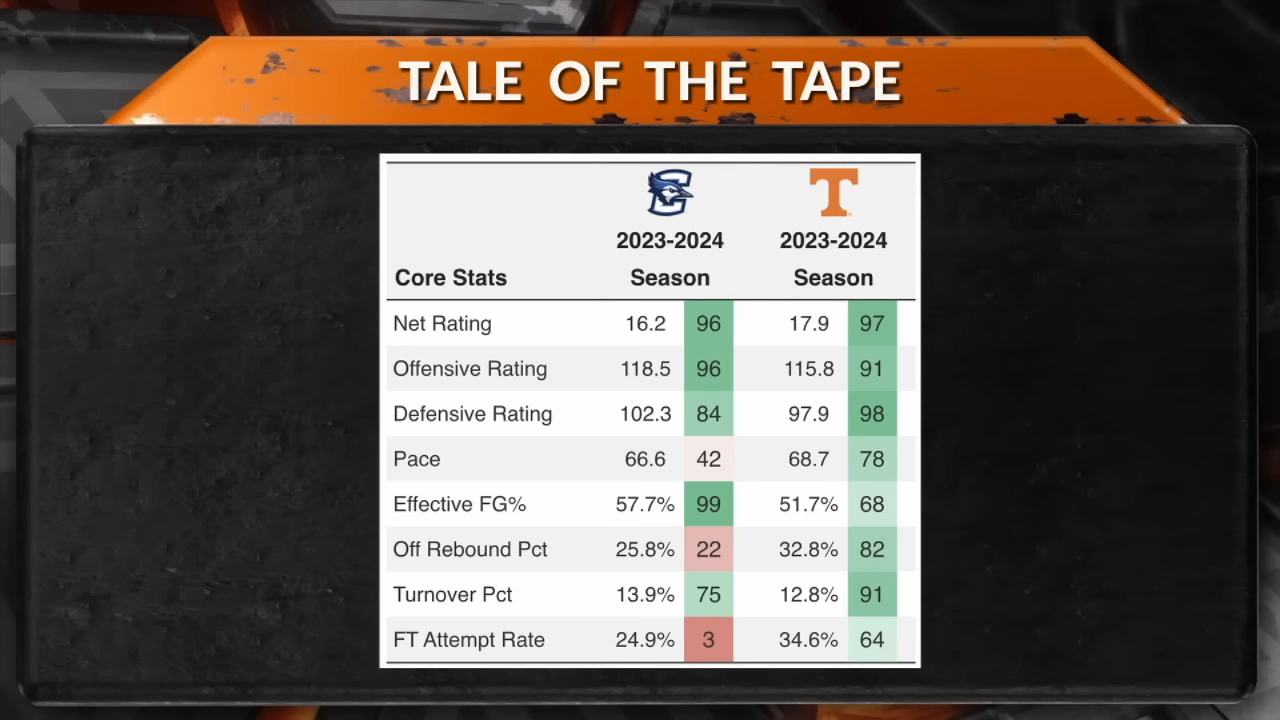 TALE OF THE TAPE
C T
2023-2024 2023-2024
Core Stats Season Season
Net Rating 16.2 96 17.9 97
Offensive Rating 118.5 96 115.8 91
Defensive Rating 102.3 84 97.9 98
Pace 66.6 42 68.7 78
Effective FG% 57.7% 99 51.7% 68
Off Rebound Pct 25.8% 22 32.8% 82
Turnover Pct 13.9% 75 12.8% 91
FT Attempt Rate 24.9% 3 34.6% 64